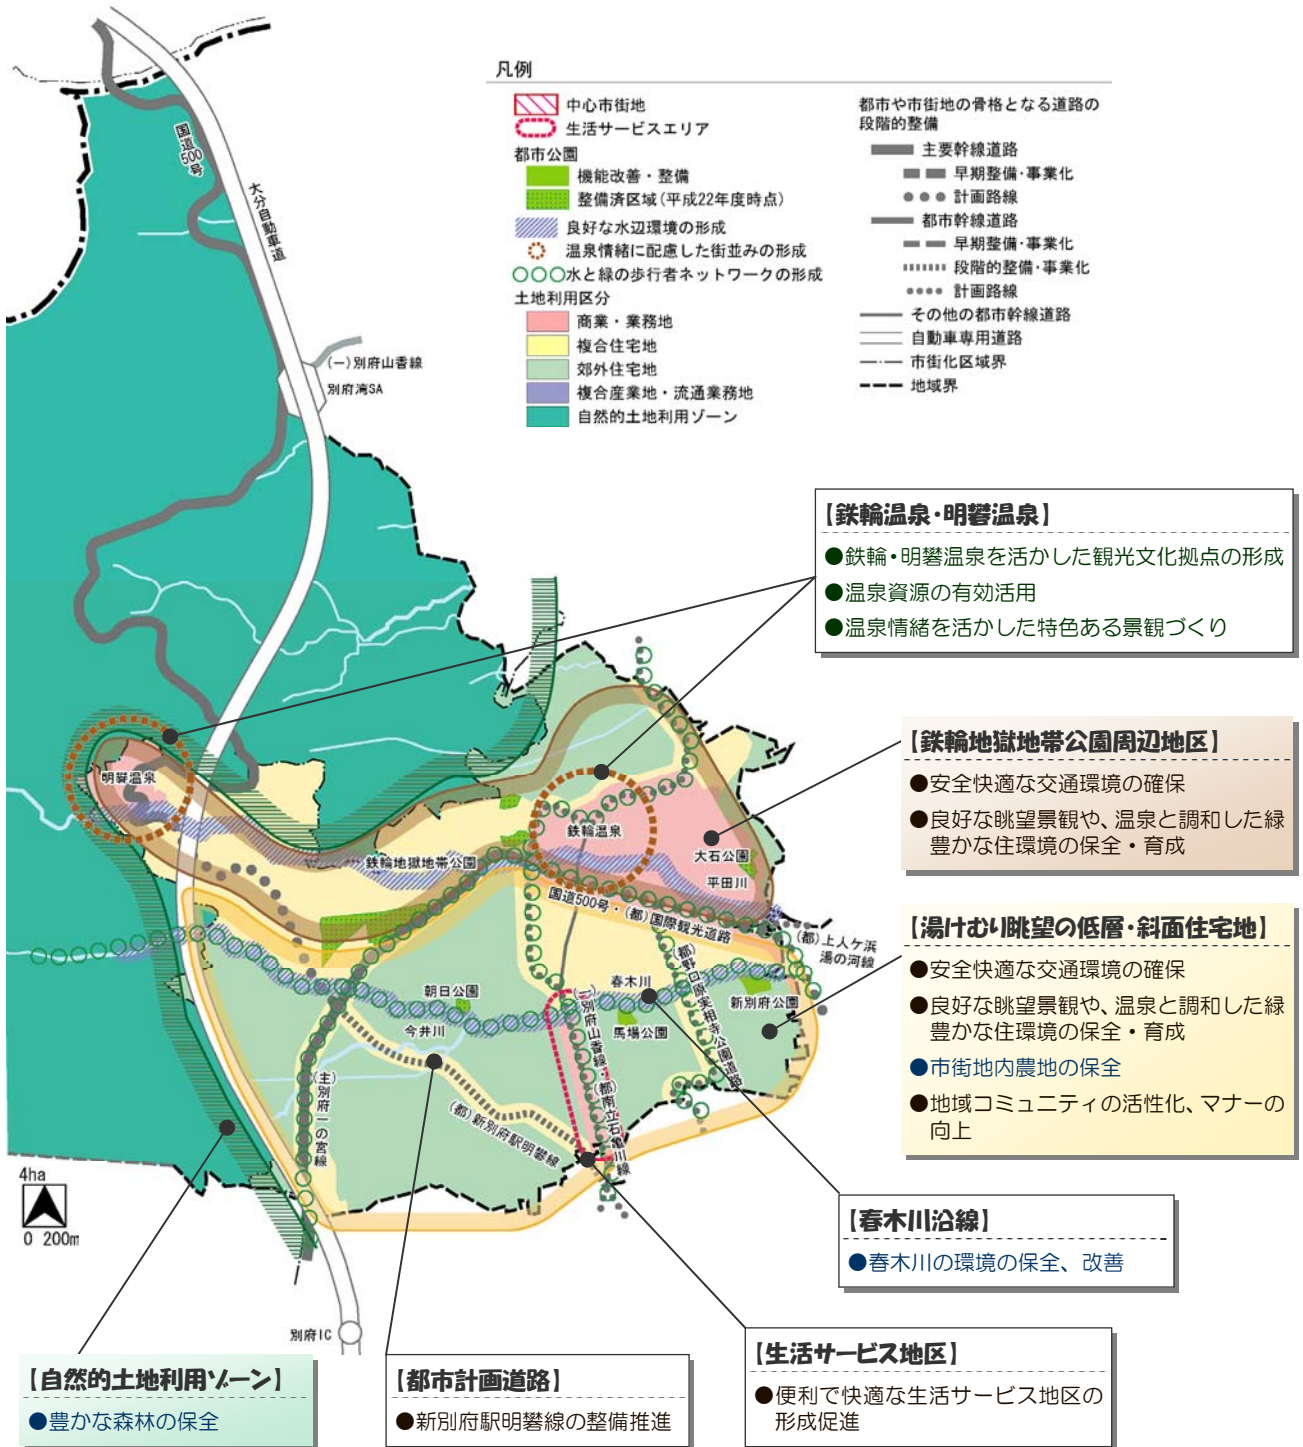 凡例
中心市街地
生活サービスエリア
都市公園
機能改善・整備
整備済区域(平成22年度時点)
良好な水辺環境の形成
温泉情緒に配慮した街並みの形成
水と緑の歩行者ネットワークの形成
土地利用区分
商業・業務地
複合住宅地
郊外住宅地
複合産業地・流通業務地
自然的土地利用ゾーン
都市や市街地の骨格となる道路の
段階的整備
主要幹線道路
早期整備・事業化
計画路線
都市幹線道路
早期整備・事業化
段階的整備・事業化
計画路線
その他の都市幹線道路
自動車専用道路
市街化区域界
地域界
国道500号
大分自動車道
(一)別府山香線
別府湾SA
【鉄輪温泉・明礬温泉】
●鉄輪・明礬温泉を活かした観光文化拠点の形成
●温泉資源の有効活用
●温泉情緒を活かした特色ある景観づくり
【鉄輪地獄地帯公園周辺地区】
●安全快適な交通環境の確保
●良好な眺望景観や、温泉と調和した緑
豊かな住環境の保全・育成
明礬温泉
鉄輪温泉
鉄輪地獄地帯公園
大石公園
平田川
国道500号・(都)国際観光道路
(都)上人ケ浜
湯の河線
【湯けむり眺望の低層・斜面住宅地】
●安全快適な交通環境の確保
●良好な眺望景観や、温泉と調和した緑
豊かな住環境の保全・育成
●市街地内農地の保全
●地域コミュニティの活性化、マナーの
向上
(都)野口原実相寺公園道路
春木川
新別府公園
朝日公園
今井川
馬場公園
(一)別府山香線・(都)南立石亀川線
(主)別府一の宮線
(都)新別府駅明礬線
4ha
0 200m
【春木川沿線】
●春木川の環境の保全、改善
別府IC
【自然的土地利用ゾーン】
●豊かな森林の保全
【都市計画道路】
●新別府駅明礬線の整備推進
【生活サービス地区】
●便利で快適な生活サービス地区の
形成促進